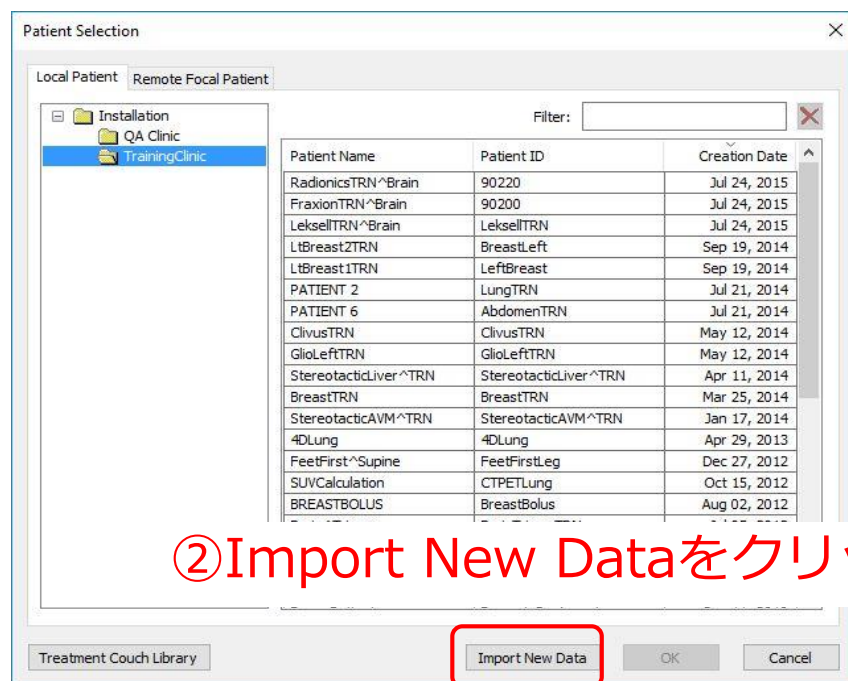 Patient Selection
Local Patient Remote Focal Patient
Installation
QA Clinic
TrainingClinic
Filter:
Patient Name Patient ID Creation Date
RadionicsTRN^Brain 90220 Jul 24, 2015
FraxionTRN^Brain 90200 Jul 24, 2015
LeksellTRN^Brain LeksellTRN Jul 24, 2015
LtBreast2TRN BreastLeft Sep 19, 2014
LtBreast1TRN LeftBreast Sep 19, 2014
PATIENT 2 LungTRN Jul 21, 2014
PATIENT 6 AbdomenTRN Jul 21, 2014
ClivusTRN ClivusTRN May 12, 2014
GlioLeftTRN GlioLeftTRN May 12, 2014
StereotacticLiver^TRN StereotacticLiver^TRN Apr 11, 2014
BreastTRN BreastTRN Mar 25, 2014
StereotacticAVM^TRN StereotacticAVM^TRN Jan 17, 2014
4DLung 4DLung Apr 29, 2013
FeetFirst^Supine FeetFirstLeg Dec 27, 2012
SUVCalculation CTPETLung Oct 15, 2012
BREASTBOLUS BreastBolus Aug 02, 2012
②Import New Dataをクリ
Treatment Couch Library Import New Data OK Cancel